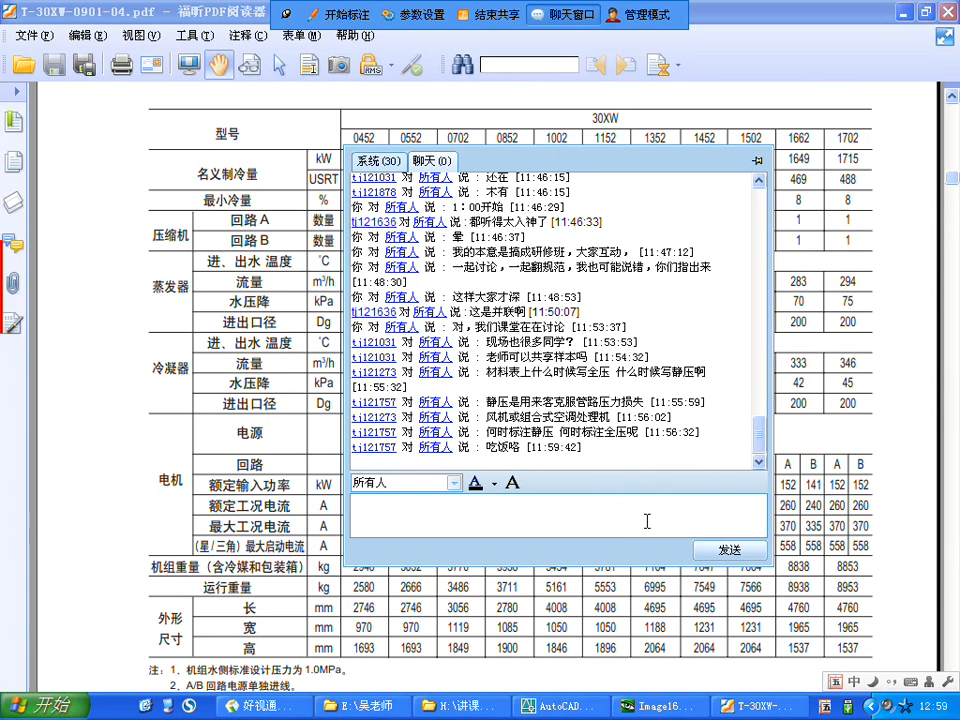 T-30XW-0901-04.pdf - 福昕PDF阅读器
开始标注 参数设置 结束共享 聊天窗口 管理模式
文件(F) 编辑(E) 视图(V) 工具(T) 注释(C) 表单(M) 帮助(H)
RMS
型号 30XW
0452 0552 0702 0852 1002 1152 1352 1452 1502 1662 1702
名义制冷量 kW 1649 1715
USRT 469 488
最小冷量 % 8 8
压缩机 回路A 数量 1 1
回路B 数量 1 1
蒸发器 进、出水 温度 ℃
流量 m³/h 283 294
水压降 kPa 70 75
进出口径 Dg 200 200
冷凝器 进、出水 温度 ℃
流量 m³/h 333 346
水压降 kPa 42 45
进出口径 Dg 200 200
电机 电源
回路 A B A B
额定输入功率 kW 152 141 152 152
额定工况电流 A 260 240 260 260
最大工况电流 A 370 335 370 370
(星/三角)最大启动电流 A 558 558 558 558
机组重量（含冷媒和包装箱） kg 8838 8853
运行重量 kg 2580 2666 3486 3711 5161 5553 6995 7549 7566 8938 8953
外形尺寸 长 mm 2746 2746 3056 2780 4008 4008 4695 4695 4695 4760 4760
宽 mm 970 970 1119 1085 1050 1050 1188 1231 1231 1965 1965
高 mm 1693 1693 1849 1900 1846 1896 2064 2064 2064 1537 1537
注：1、机组水侧标准设计压力为 1.0MPa。
2、A/B 回路电源单独进线。
系统(30) 聊天(0)
tj121031 对 所有人 说 : 还在 [11:46:15]
tj121878 对 所有人 说 : 木有 [11:46:15]
你 对 所有人 说 : 1：00开始 [11:46:29]
tj121636 对 所有人 说 : 都听得太入神了 [11:46:33]
你 对 所有人 说 : 晕 [11:46:37]
你 对 所有人 说 : 我的本意是搞成研修班，大家互动， [11:47:12]
你 对 所有人 说 : 一起讨论，一起翻规范，我也可能说错，你们指出来
[11:48:30]
你 对 所有人 说 : 这样大家才深 [11:48:53]
tj121636 对 所有人 说 : 这是并联啊 [11:50:07]
你 对 所有人 说 : 对，我们课堂在在讨论 [11:53:37]
tj121031 对 所有人 说 : 现场也很多同学？ [11:53:53]
tj121031 对 所有人 说 : 老师可以共享样本吗 [11:54:32]
tj121273 对 所有人 说 : 材料表上什么时候写全压 什么时候写静压啊
[11:55:32]
tj121757 对 所有人 说 : 静压是用来客克服管路压力损失 [11:55:59]
tj121273 对 所有人 说 : 风机或组合式空调处理机 [11:56:02]
tj121757 对 所有人 说 : 何时标注静压 何时标注全压呢 [11:56:32]
tj121757 对 所有人 说 : 吃饭咯 [11:59:42]
所有人 A A
发送
五 中
开始 好视通... E:\吴老师 H:\讲课... AutoCAD... Image16... T-30XW-... 五 12:59